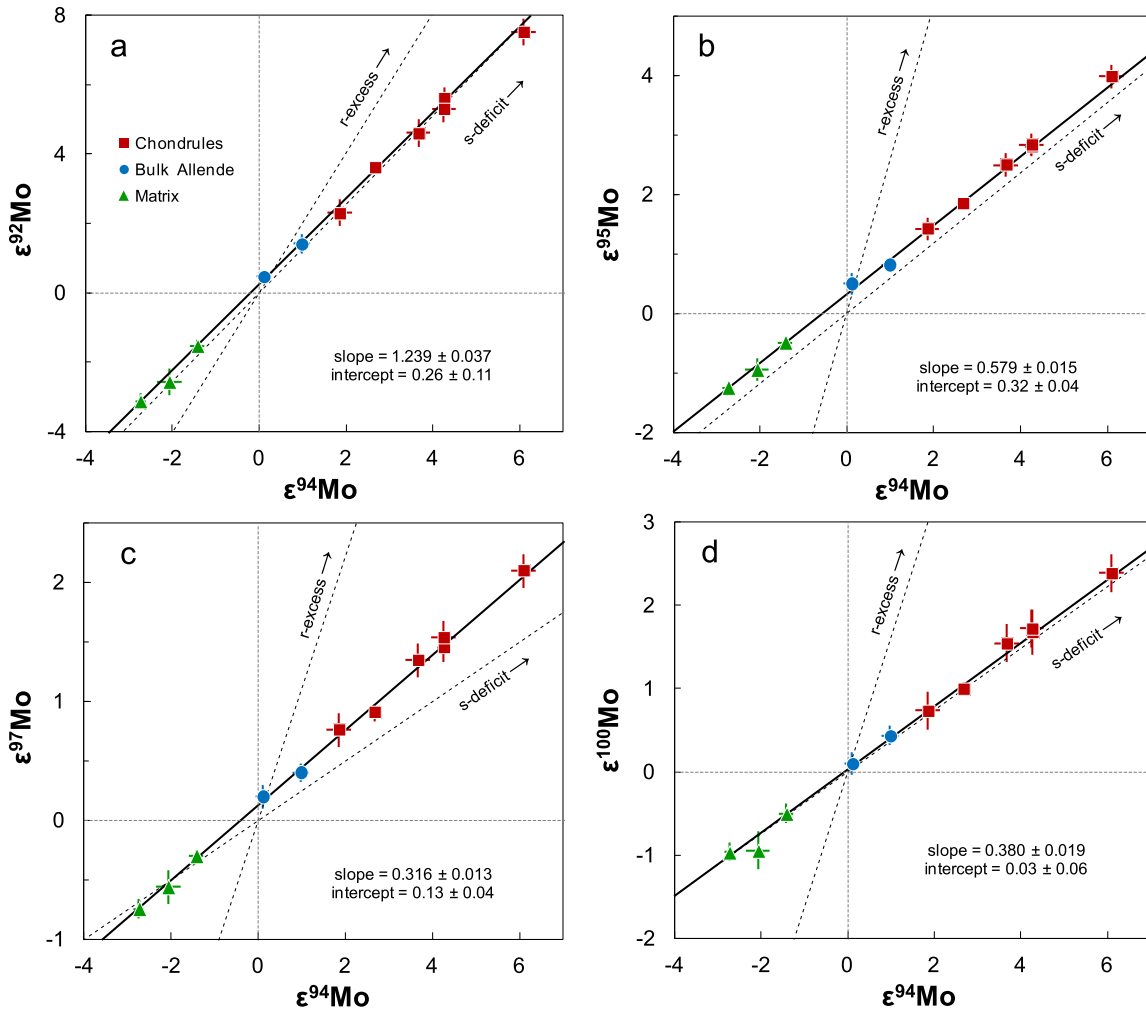 a
8
4
0
-4
ε⁹²Mo
r-excess →
s-deficit →
Chondrules
Bulk Allende
Matrix
slope = 1.239 ± 0.037
intercept = 0.26 ± 0.11
-4 -2 0 2 4 6
ε⁹⁴Mo
b
4
2
0
-2
ε⁹⁵Mo
r-excess →
s-deficit →
slope = 0.579 ± 0.015
intercept = 0.32 ± 0.04
-4 -2 0 2 4 6
ε⁹⁴Mo
c
2
1
0
-1
ε⁹⁷Mo
r-excess →
s-deficit →
slope = 0.316 ± 0.013
intercept = 0.13 ± 0.04
-4 -2 0 2 4 6
ε⁹⁴Mo
d
3
2
1
0
-1
-2
ε¹⁰⁰Mo
r-excess →
s-deficit →
slope = 0.380 ± 0.019
intercept = 0.03 ± 0.06
-4 -2 0 2 4 6
ε⁹⁴Mo